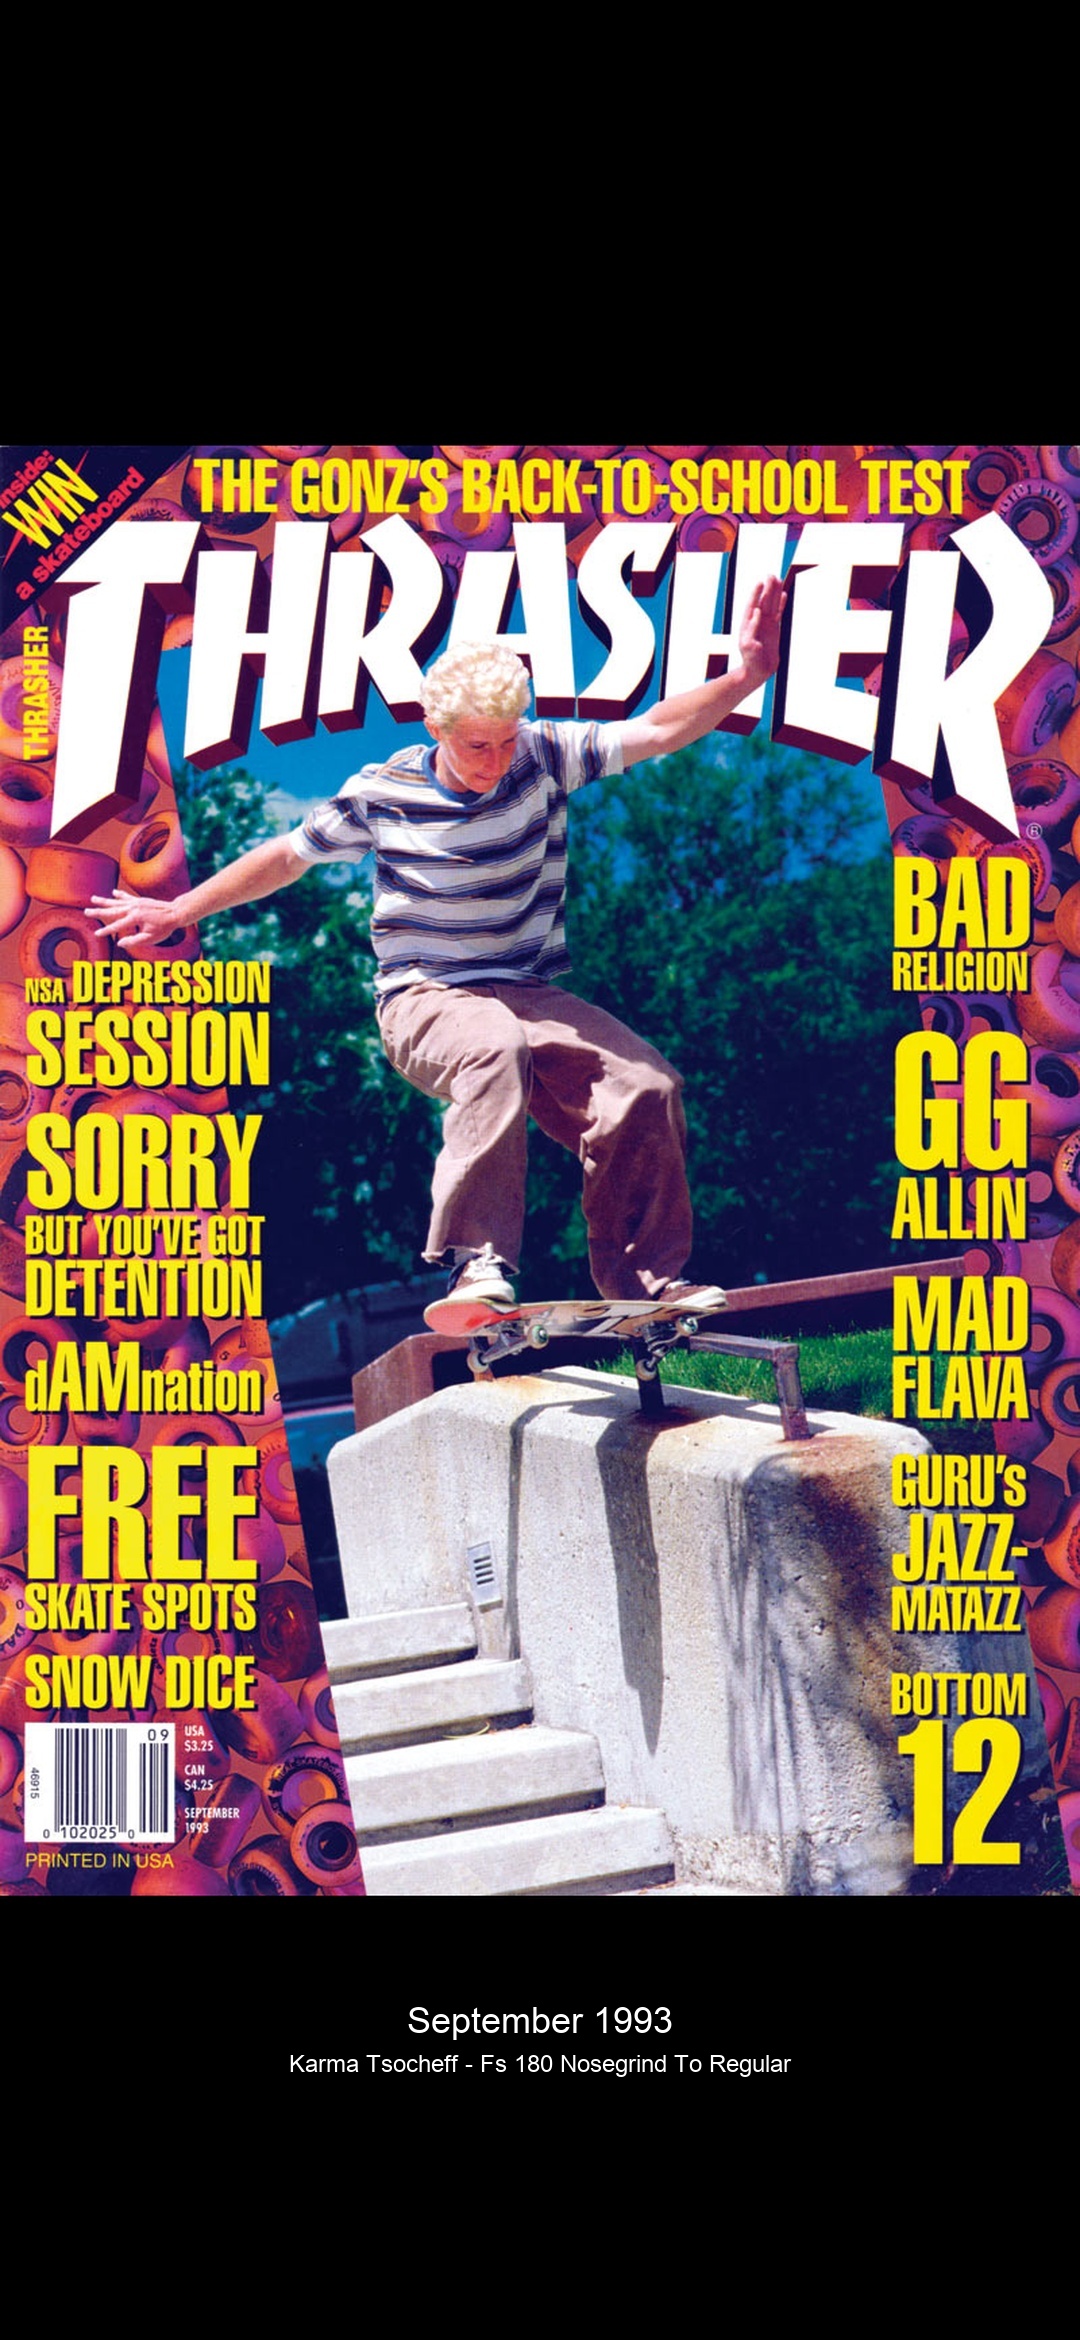 inside:
WIN
a skateboard
THE GONZ'S BACK-TO-SCHOOL TEST
THRASHER
THRASHER
®
NSA DEPRESSION
SESSION
SORRY
BUT YOU'VE GOT
DETENTION
dAMnation
FREE
SKATE SPOTS
SNOW DICE
BAD
RELIGION
GG
ALLIN
MAD
FLAVA
GURU's
JAZZ-
MATAZZ
BOTTOM
12
09
46915
0 102025 0
USA
$3.25
CAN
$4.25
SEPTEMBER
1993
PRINTED IN USA
September 1993
Karma Tsocheff - Fs 180 Nosegrind To Regular